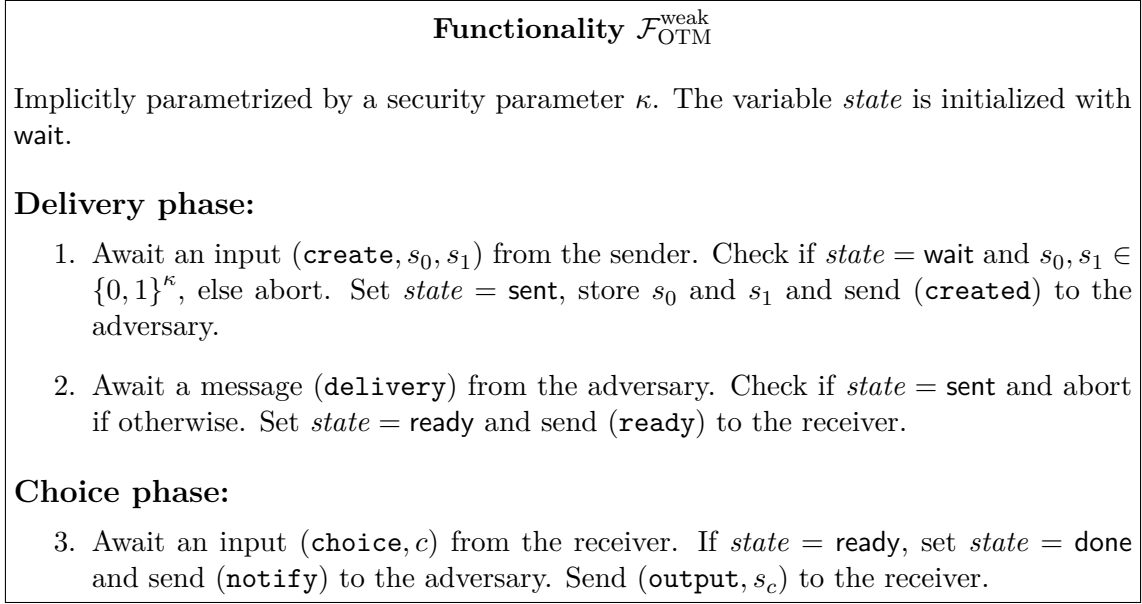 Functionality $\mathcal{F}_{\mathrm{OTM}}^{\mathrm{weak}}$
Implicitly parametrized by a security parameter κ. The variable state is initialized with
wait.
Delivery phase:
1. Await an input (create, s₀, s₁) from the sender. Check if state = wait and s₀, s₁ ∈
{0, 1}^κ, else abort. Set state = sent, store s₀ and s₁ and send (created) to the
adversary.
2. Await a message (delivery) from the adversary. Check if state = sent and abort
if otherwise. Set state = ready and send (ready) to the receiver.
Choice phase:
3. Await an input (choice, c) from the receiver. If state = ready, set state = done
and send (notify) to the adversary. Send (output, s_c) to the receiver.